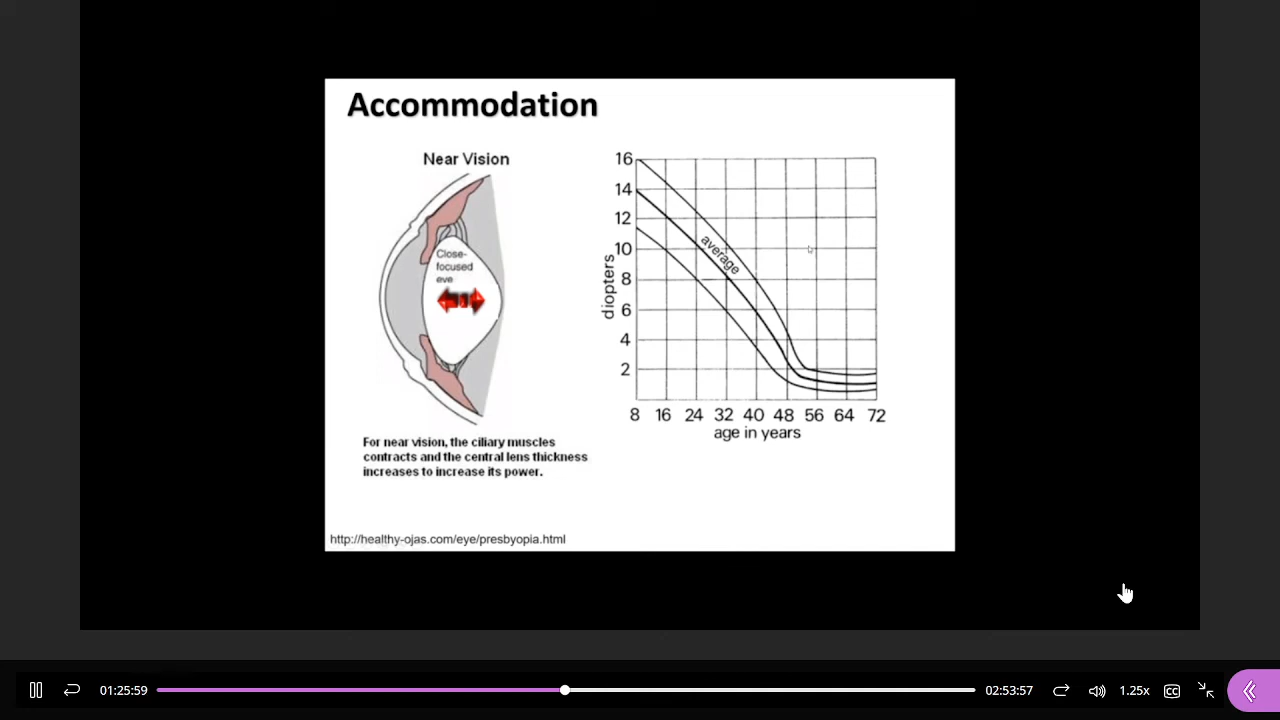 Accommodation
Near Vision
Close-
focused
eve
For near vision, the ciliary muscles
contracts and the central lens thickness
increases to increase its power.
16
14
12
10
8
6
4
2
diopters
average
8 16 24 32 40 48 56 64 72
age in years
http://healthy-ojas.com/eye/presbyopia.html
01:25:59
02:53:57
1.25x
CC